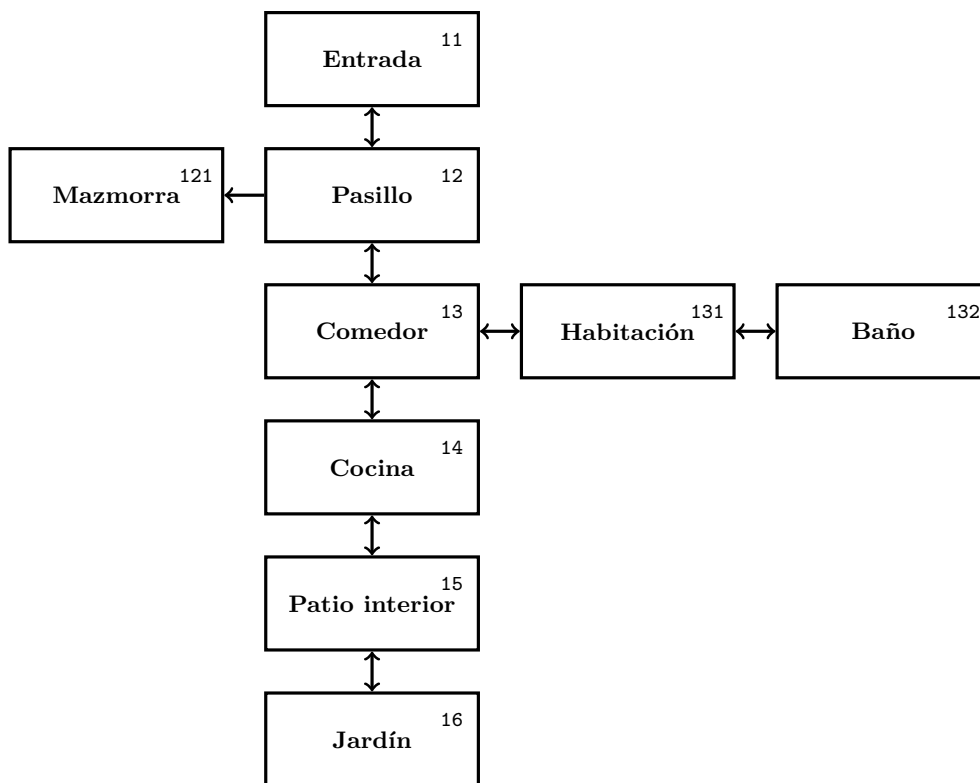 11
Entrada
121
Mazmorra
12
Pasillo
13
Comedor
131
Habitación
132
Baño
14
Cocina
15
Patio interior
16
Jardín